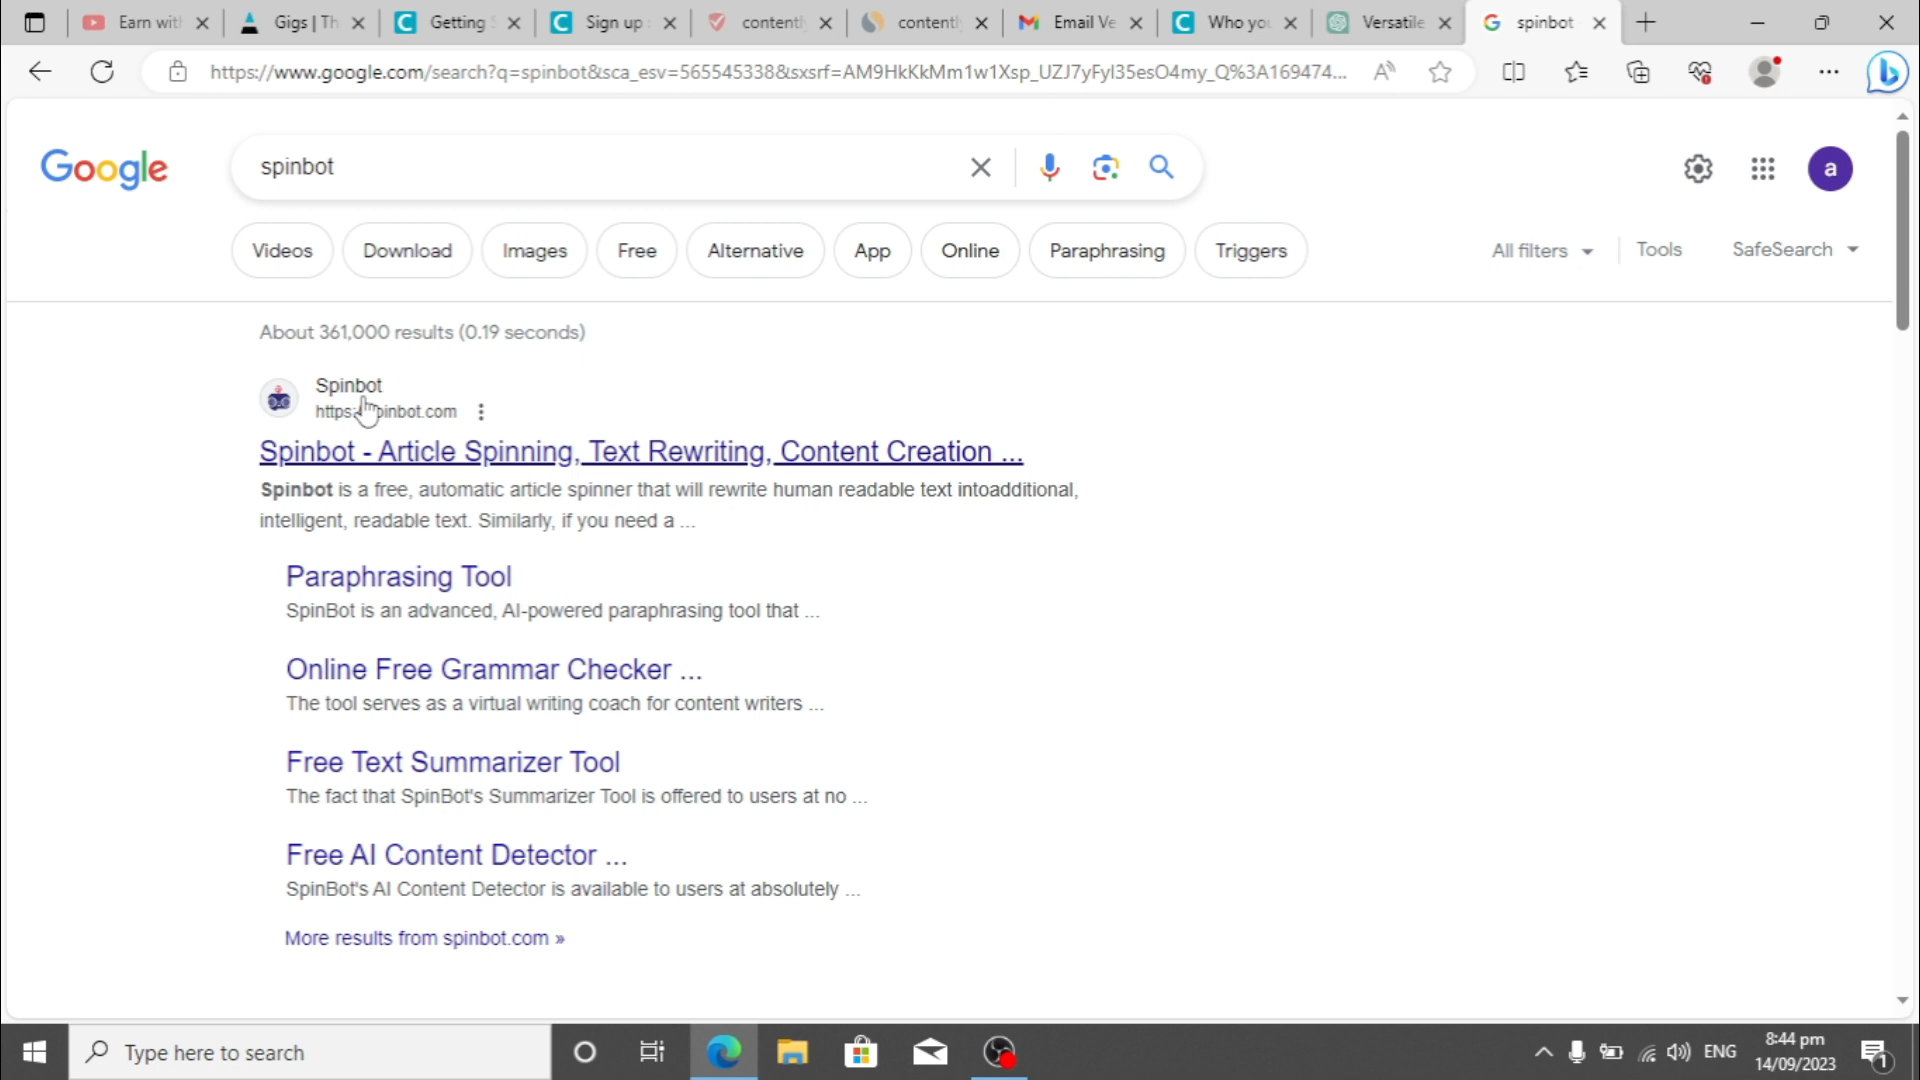 Earn wit
Gigs | Th
Getting
Sign up
contentl
contentl
Email Ve
Who you
Versatile
spinbot
https://www.google.com/search?q=spinbot&sca_esv=565545338&sxsrf=AM9HkKkMm1w1Xsp_UZJ7yFyl35esO4my_Q%3A169474...
Google
spinbot
a
Videos
Download
Images
Free
Alternative
App
Online
Paraphrasing
Triggers
All filters
Tools
SafeSearch
About 361,000 results (0.19 seconds)
Spinbot
https: pinbot.com
Spinbot - Article Spinning, Text Rewriting, Content Creation ...
Spinbot is a free, automatic article spinner that will rewrite human readable text intoadditional,
intelligent, readable text. Similarly, if you need a ...
Paraphrasing Tool
SpinBot is an advanced, AI-powered paraphrasing tool that ...
Online Free Grammar Checker ...
The tool serves as a virtual writing coach for content writers ...
Free Text Summarizer Tool
The fact that SpinBot's Summarizer Tool is offered to users at no ...
Free AI Content Detector ...
SpinBot's AI Content Detector is available to users at absolutely ...
More results from spinbot.com »
Type here to search
ENG
8:44 pm
14/09/2023
1